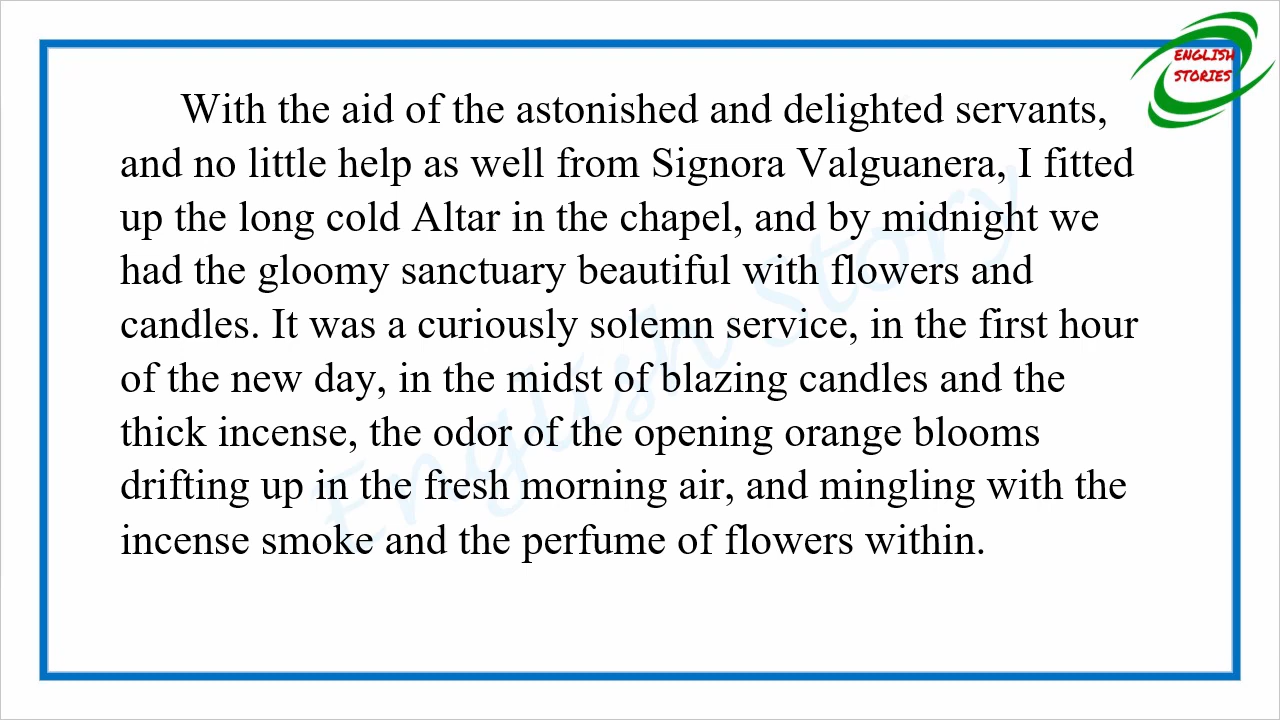 ENGLISH
STORIES
With the aid of the astonished and delighted servants,
and no little help as well from Signora Valguanera, I fitted
up the long cold Altar in the chapel, and by midnight we
had the gloomy sanctuary beautiful with flowers and
candles. It was a curiously solemn service, in the first hour
of the new day, in the midst of blazing candles and the
thick incense, the odor of the opening orange blooms
drifting up in the fresh morning air, and mingling with the
incense smoke and the perfume of flowers within.
English Story